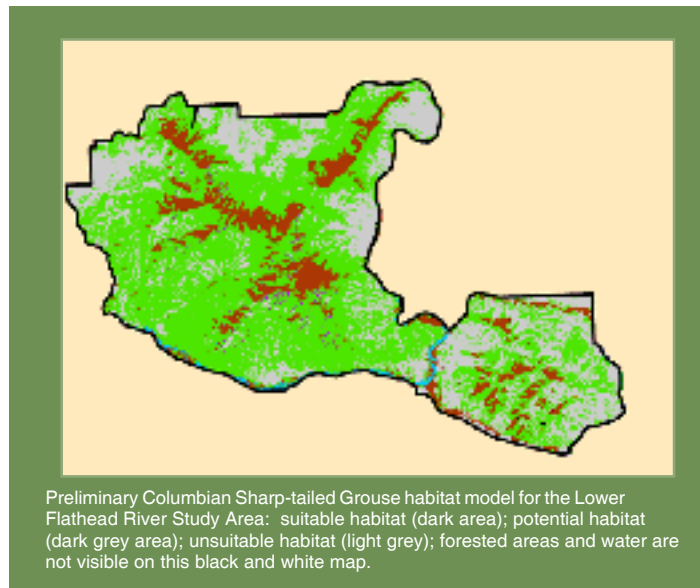 Preliminary Columbian Sharp-tailed Grouse habitat model for the Lower
Flathead River Study Area:  suitable habitat (dark area); potential habitat
(dark grey area); unsuitable habitat (light grey); forested areas and water are
not visible on this black and white map.